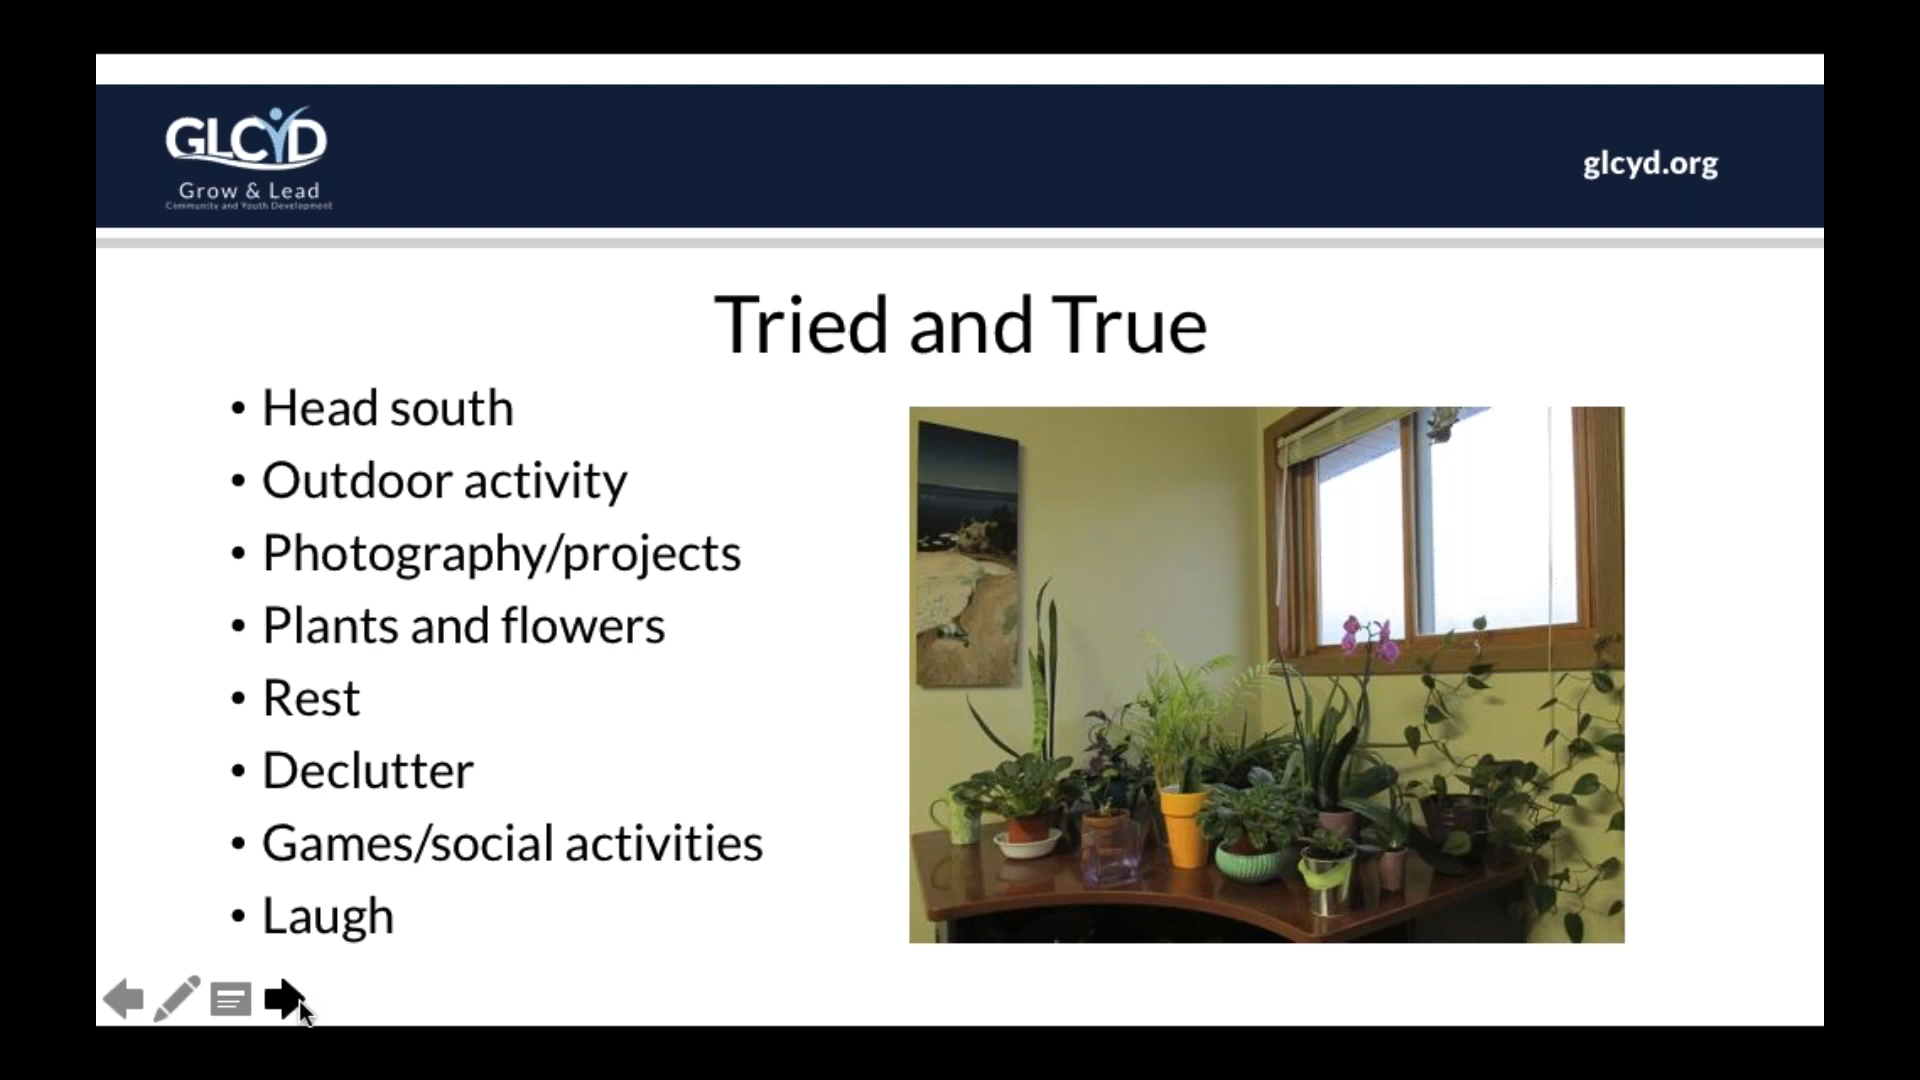 GLCYD
Grow & Lead
Community and Youth Development
glcyd.org
Tried and True
• Head south
• Outdoor activity
• Photography/projects
• Plants and flowers
• Rest
• Declutter
• Games/social activities
• Laugh